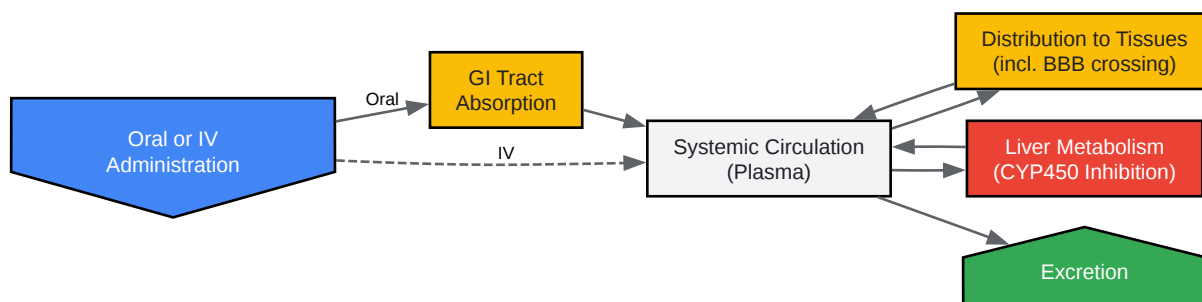 Oral or IV
Administration
Oral
IV
GI Tract
Absorption
Systemic Circulation
(Plasma)
Distribution to Tissues
(incl. BBB crossing)
Liver Metabolism
(CYP450 Inhibition)
Excretion